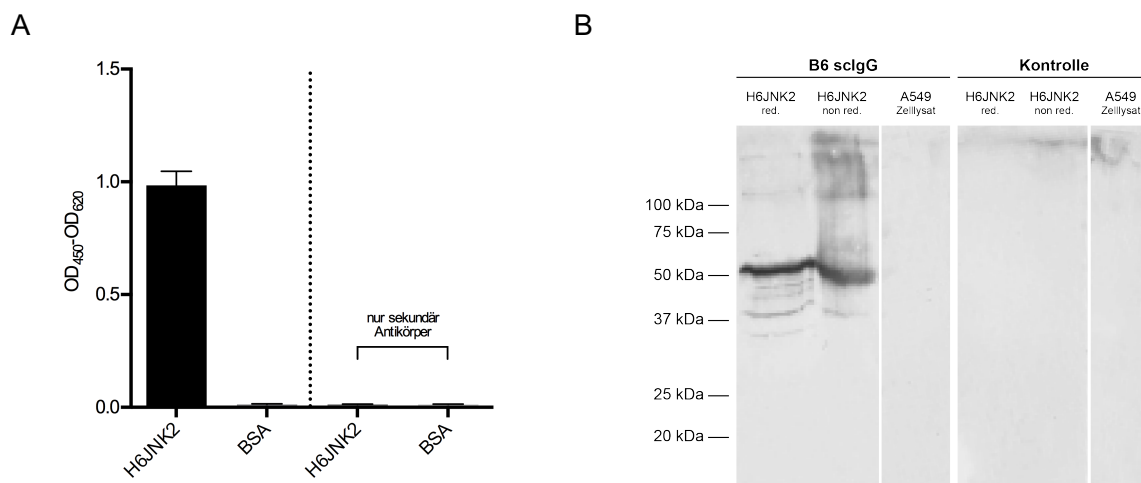 A
1.5
1.0
0.5
0.0
OD450-OD620
nur sekundär
Antikörper
H6JNK2
BSA
H6JNK2
BSA
B
B6 scIgG
Kontrolle
H6JNK2
red.
H6JNK2
non red.
A549
Zelllysat
H6JNK2
red.
H6JNK2
non red.
A549
Zelllysat
100 kDa
75 kDa
50 kDa
37 kDa
25 kDa
20 kDa